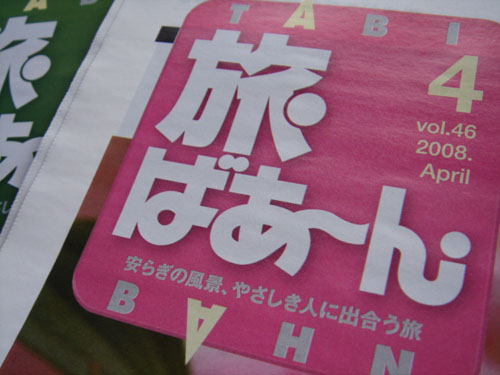 TABI
旅
ばあ〜ん
4
vol.46
2008.
April
安らぎの風景、やさしき人に出合う旅
BAHN
旅